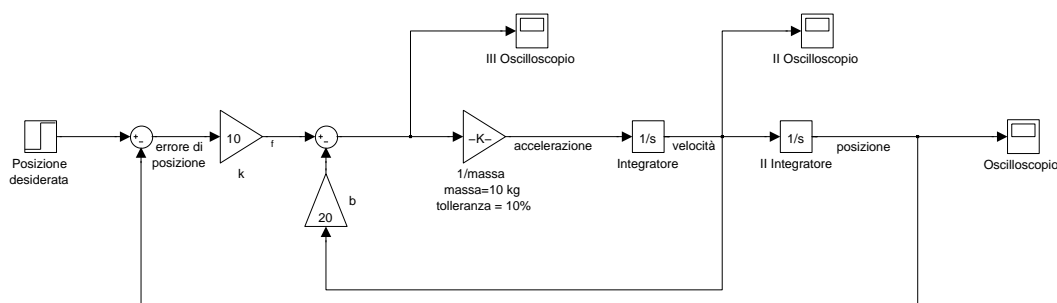 III Oscilloscopio
II Oscilloscopio
Posizione
desiderata
+
−
errore di
posizione
10
k
f
+
−
20
b
−K−
1/massa
massa=10 kg
tolleranza = 10%
accelerazione
1/s
Integratore
velocità
1/s
II Integratore
posizione
Oscilloscopio